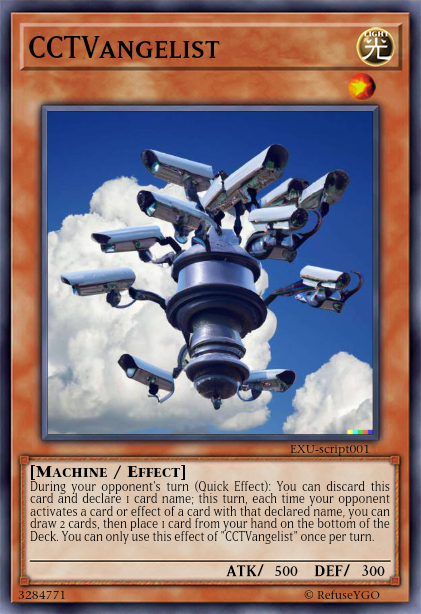 CCTVANGELIST
LIGHT
光
EXU-script001
[MACHINE / EFFECT]
During your opponent's turn (Quick Effect): You can discard this
card and declare 1 card name; this turn, each time your opponent
activates a card or effect of a card with that declared name, you can
draw 2 cards, then place 1 card from your hand on the bottom of the
Deck. You can only use this effect of "CCTVangelist" once per turn.
ATK/ 500 DEF/ 300
3284771 © RefuseYGO